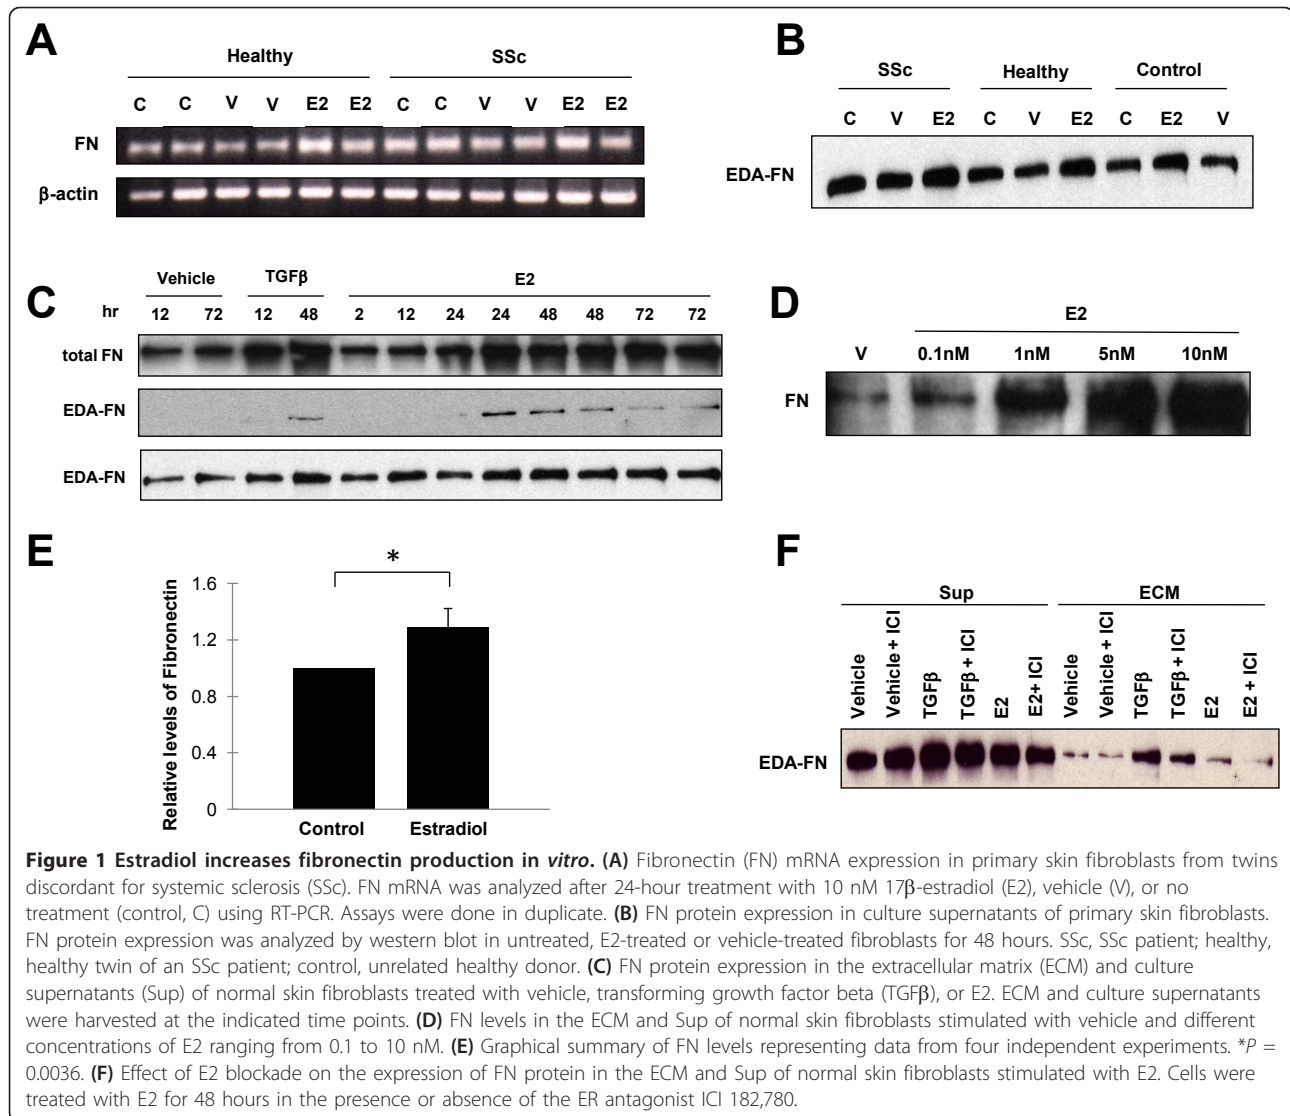 A
Healthy SSc
C C V V E2 E2 C C V V E2 E2
FN
β-actin
B
SSc Healthy Control
C V E2 C V E2 C E2 V
EDA-FN
C
Vehicle TGFβ E2
hr 12 72 12 48 2 12 24 24 48 48 72 72
total FN
EDA-FN
EDA-FN
D
E2
V 0.1nM 1nM 5nM 10nM
FN
E
*
Relative levels of Fibronectin
1.6
1.2
0.8
0.4
0
Control Estradiol
F
Sup ECM
Vehicle Vehicle + ICI TGFβ TGFβ + ICI E2 E2+ ICI Vehicle Vehicle + ICI TGFβ TGFβ + ICI E2 E2 + ICI
EDA-FN
Figure 1 Estradiol increases fibronectin production in vitro. (A) Fibronectin (FN) mRNA expression in primary skin fibroblasts from twins
discordant for systemic sclerosis (SSc). FN mRNA was analyzed after 24-hour treatment with 10 nM 17β-estradiol (E2), vehicle (V), or no
treatment (control, C) using RT-PCR. Assays were done in duplicate. (B) FN protein expression in culture supernatants of primary skin fibroblasts.
FN protein expression was analyzed by western blot in untreated, E2-treated or vehicle-treated fibroblasts for 48 hours. SSc, SSc patient; healthy,
healthy twin of an SSc patient; control, unrelated healthy donor. (C) FN protein expression in the extracellular matrix (ECM) and culture
supernatants (Sup) of normal skin fibroblasts treated with vehicle, transforming growth factor beta (TGFβ), or E2. ECM and culture supernatants
were harvested at the indicated time points. (D) FN levels in the ECM and Sup of normal skin fibroblasts stimulated with vehicle and different
concentrations of E2 ranging from 0.1 to 10 nM. (E) Graphical summary of FN levels representing data from four independent experiments. *P =
0.0036. (F) Effect of E2 blockade on the expression of FN protein in the ECM and Sup of normal skin fibroblasts stimulated with E2. Cells were
treated with E2 for 48 hours in the presence or absence of the ER antagonist ICI 182,780.